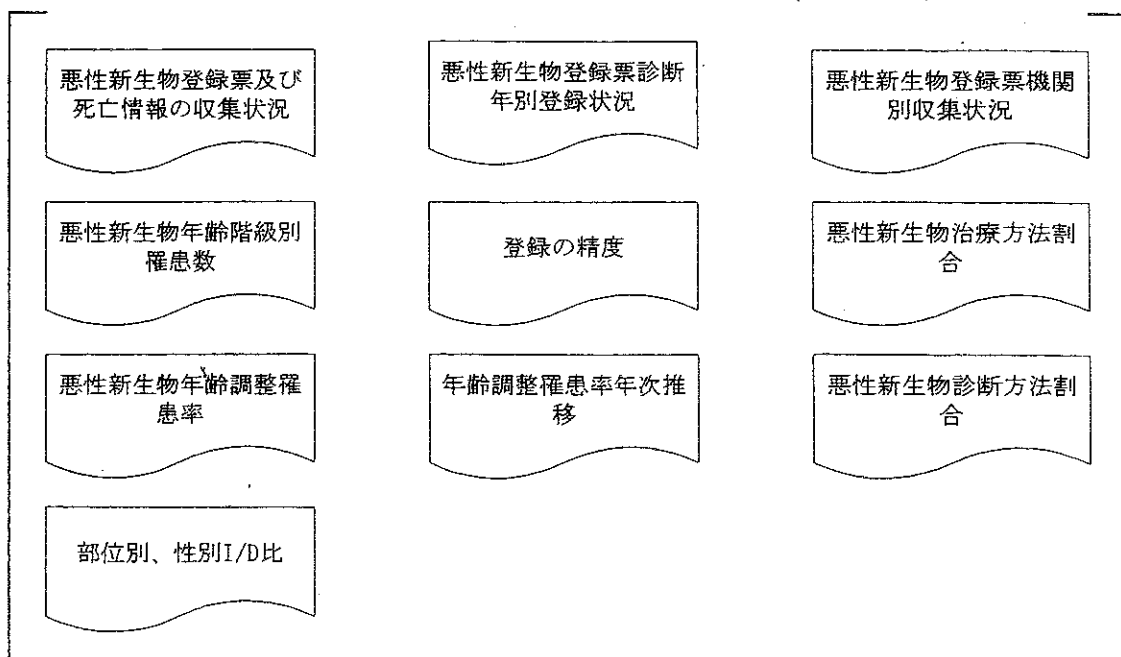 悪性新生物登録票及び
死亡情報の収集状況
悪性新生物登録票診断
年別登録状況
悪性新生物登録票機関
別収集状況
悪性新生物年齢階級別
罹患数
登録の精度
悪性新生物治療方法割
合
悪性新生物年齢調整罹
患率
年齢調整罹患率年次推
移
悪性新生物診断方法割
合
部位別、性別I/D比